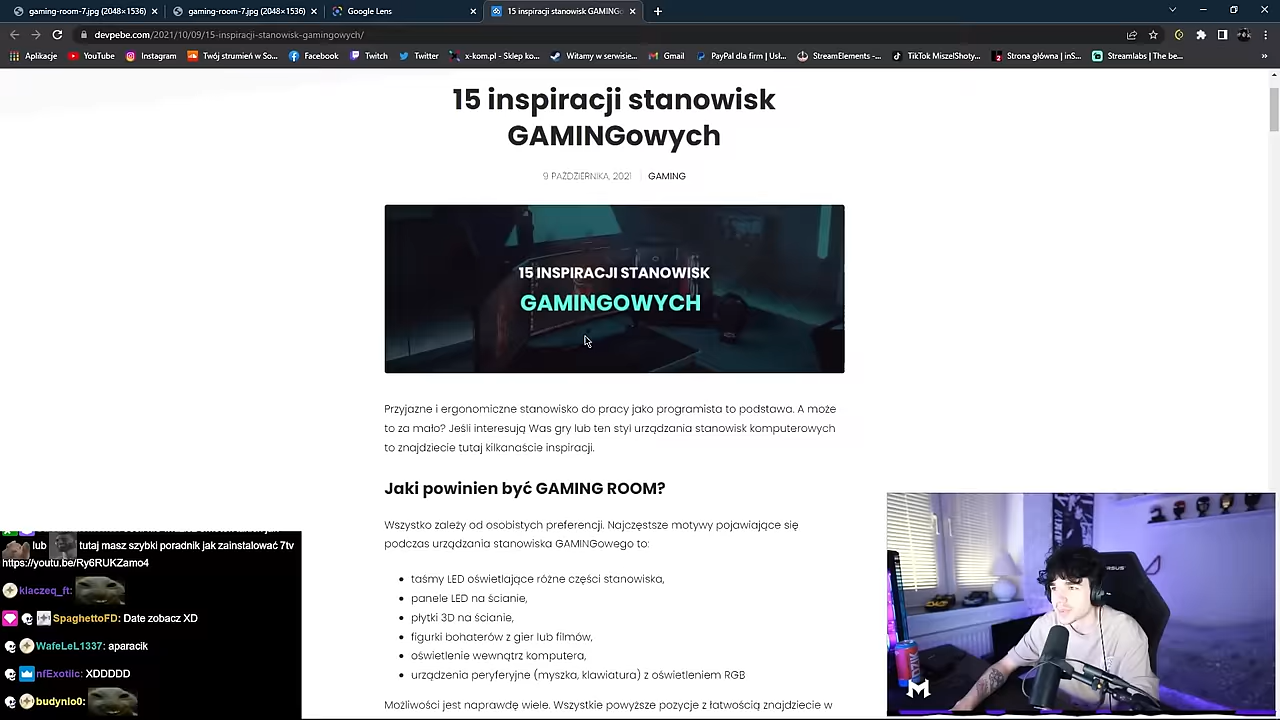 gaming-room-7.jpg (2048×1536)
gaming-room-7.jpg (2048×1536)
Google Lens
15 inspiracji stanowisk GAMINGo
devpebe.com/2021/10/09/15-inspiracji-stanowisk-gamingowych/
Aplikacje
YouTube
Instagram
Twój strumień w So...
Facebook
Twitch
Twitter
x-kom.pl - Sklep ko...
Witamy w serwisie...
Gmail
PayPal dla firm | Usł...
StreamElements -...
TikTok MiszelShoty...
Strona główna | inS...
Streamlabs | The be...
15 inspiracji stanowisk
GAMINGowych
9 PAŹDZIERNIKA, 2021
GAMING
15 INSPIRACJI STANOWISK
GAMINGOWYCH
Przyjazne i ergonomiczne stanowisko do pracy jako programista to podstawa. A może
to za mało? Jeśli interesują Was gry lub ten styl urządzania stanowisk komputerowych
to znajdziecie tutaj kilkanaście inspiracji.
Jaki powinien być GAMING ROOM?
Wszystko zależy od osobistych preferencji. Najczęstsze motywy pojawiające się
podczas urządzania stanowiska GAMINGowego to:
taśmy LED oświetlające różne części stanowiska,
panele LED na ścianie,
płytki 3D na ścianie,
figurki bohaterów z gier lub filmów,
oświetlenie wewnątrz komputera,
urządzenia peryferyjne (myszka, klawiatura) z oświetleniem RGB
Możliwości jest naprawdę wiele. Wszystkie powyższe pozycje z łatwością znajdziecie w
lub tutaj masz szybki poradnik jak zainstalować 7tv
https://youtu.be/Ry6RUKZamo4
klaczeq_ft:
SpaghettoFD: Date zobacz XD
WafeLeL1337: aparacik
nfExotiIc: XDDDDD
budynio0: